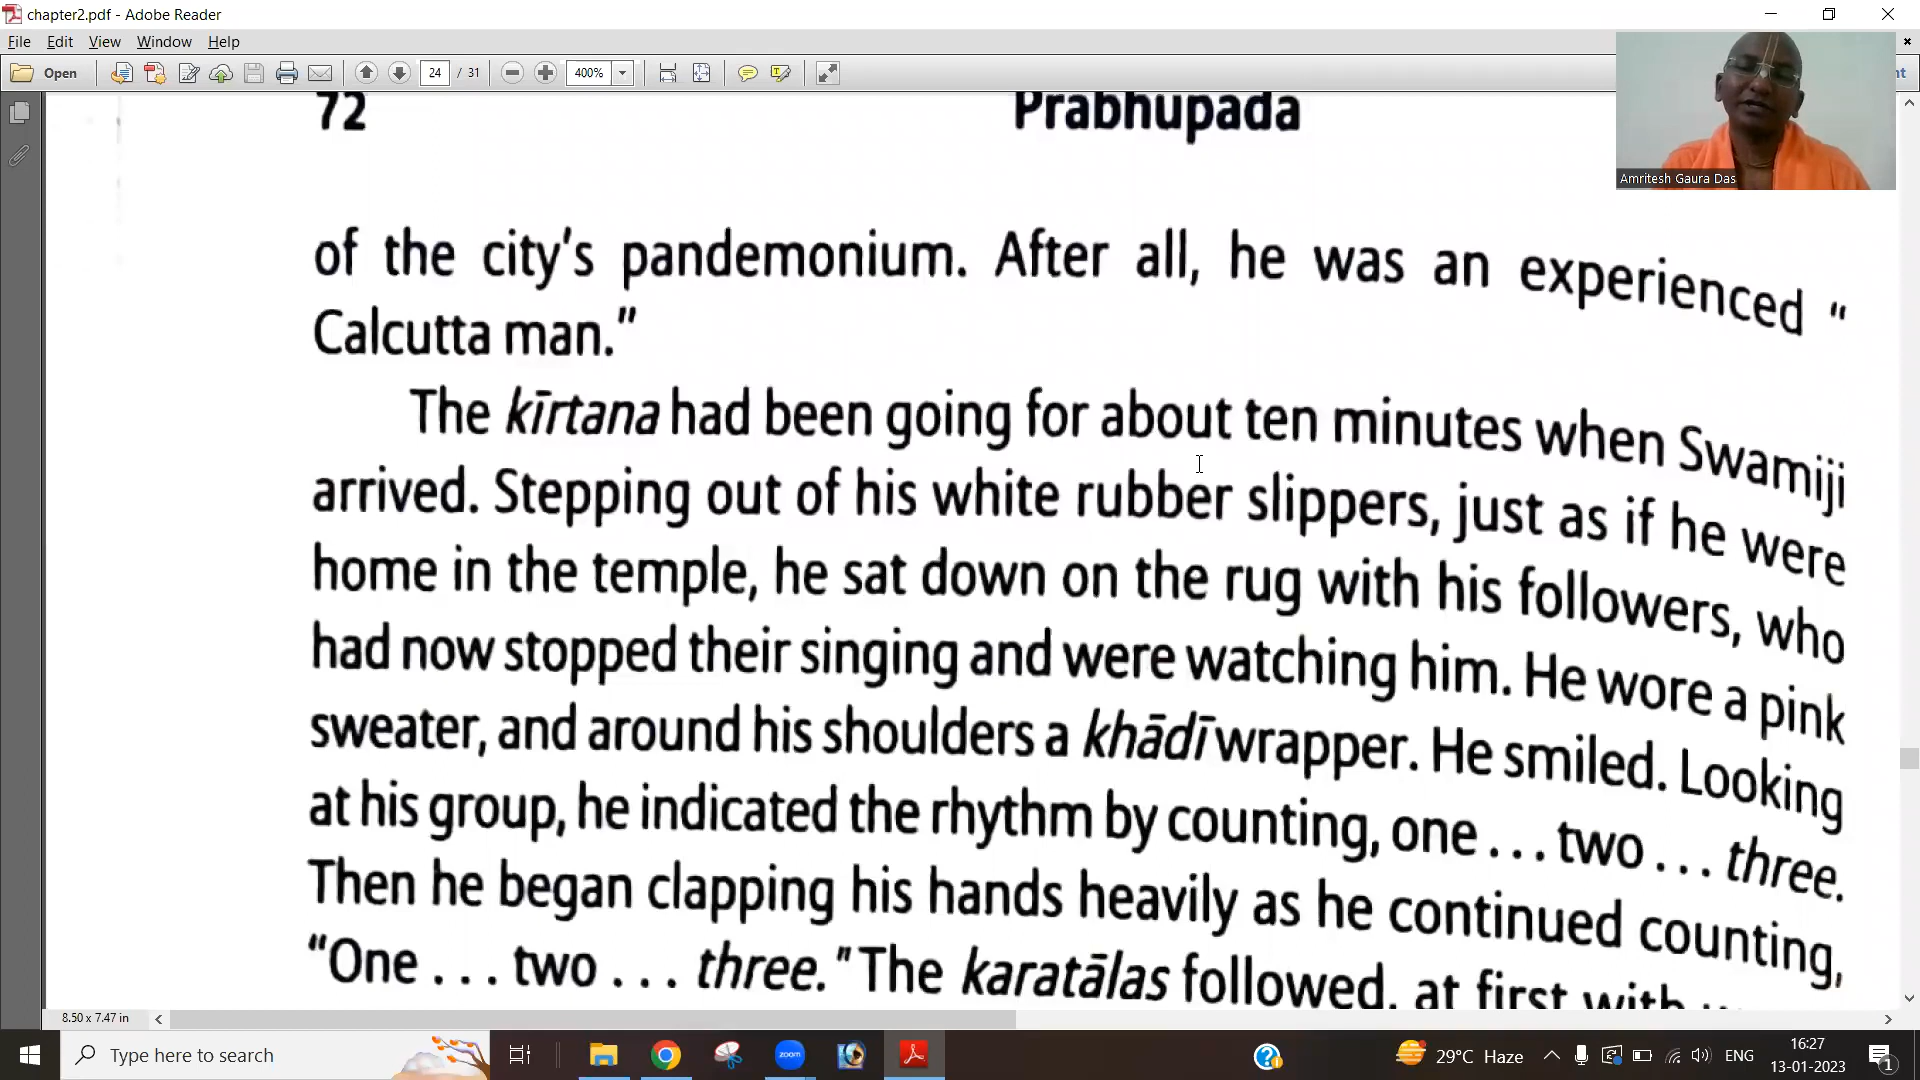 chapter2.pdf - Adobe Reader
File Edit View Window Help
Open 24 / 31 400%
Amritesh Gaura Das
72 Prabhupada
of the city's pandemonium. After all, he was an experienced "
Calcutta man."
The kīrtana had been going for about ten minutes when Swamiji
arrived. Stepping out of his white rubber slippers, just as if he were
home in the temple, he sat down on the rug with his followers, who
had now stopped their singing and were watching him. He wore a pink
sweater, and around his shoulders a khādī wrapper. He smiled. Looking
at his group, he indicated the rhythm by counting, one . . . two . . . three.
Then he began clapping his hands heavily as he continued counting,
"One . . . two . . . three." The karatālas followed, at first with
8.50 x 7.47 in
Type here to search
zoom
29°C Haze
ENG
16:27
13-01-2023
1